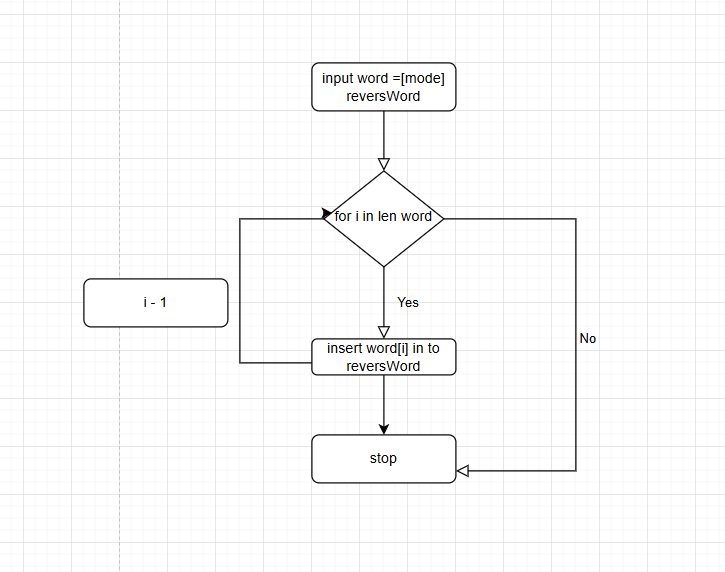 input word =[mode]
reversWord
for i in len word
i - 1
Yes
No
insert word[i] in to
reversWord
stop